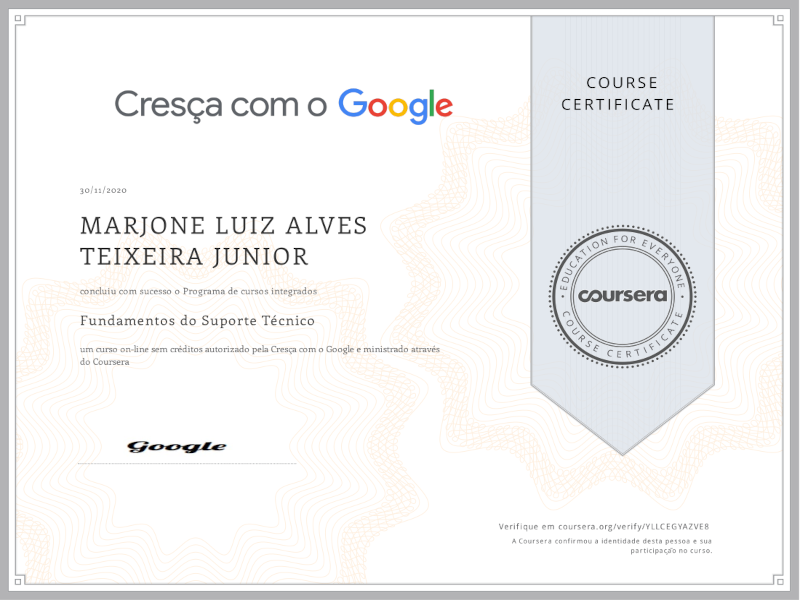 Cresça com o Google
COURSE
CERTIFICATE
30/11/2020
MARJONE LUIZ ALVES
TEIXEIRA JUNIOR
concluiu com sucesso o Programa de cursos integrados
Fundamentos do Suporte Técnico
um curso on-line sem créditos autorizado pela Cresça com o Google e ministrado através
do Coursera
EDUCATION FOR EVERYONE
coursera
COURSE CERTIFICATE
Google
Verifique em coursera.org/verify/YLLCEGYAZVE8
A Coursera confirmou a identidade desta pessoa e sua
participação no curso.